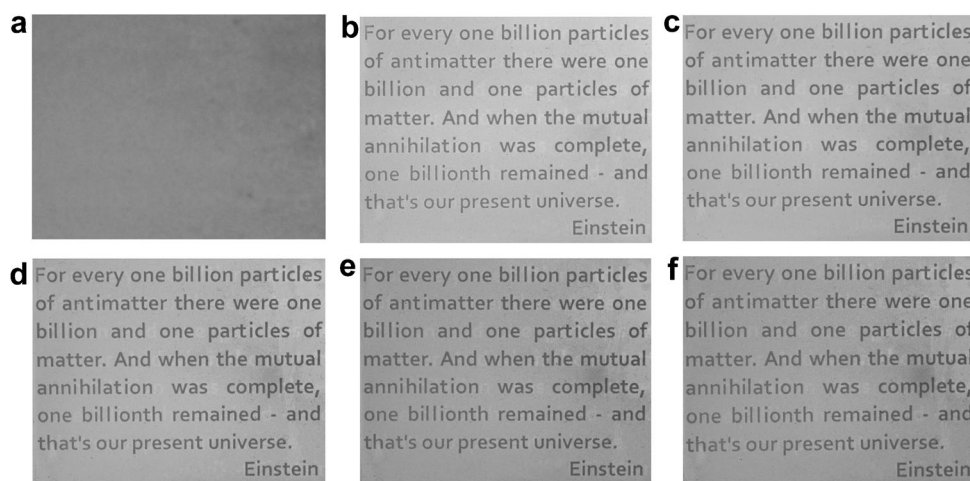 a
b
For every one billion particles
of antimatter there were one
billion and one particles of
matter. And when the mutual
annihilation was complete,
one billionth remained - and
that's our present universe.
Einstein
c
For every one billion particles
of antimatter there were one
billion and one particles of
matter. And when the mutual
annihilation was complete,
one billionth remained - and
that's our present universe.
Einstein
d
For every one billion particles
of antimatter there were one
billion and one particles of
matter. And when the mutual
annihilation was complete,
one billionth remained - and
that's our present universe.
Einstein
e
For every one billion particles
of antimatter there were one
billion and one particles of
matter. And when the mutual
annihilation was complete,
one billionth remained - and
that's our present universe.
Einstein
f
For every one billion particles
of antimatter there were one
billion and one particles of
matter. And when the mutual
annihilation was complete,
one billionth remained - and
that's our present universe.
Einstein